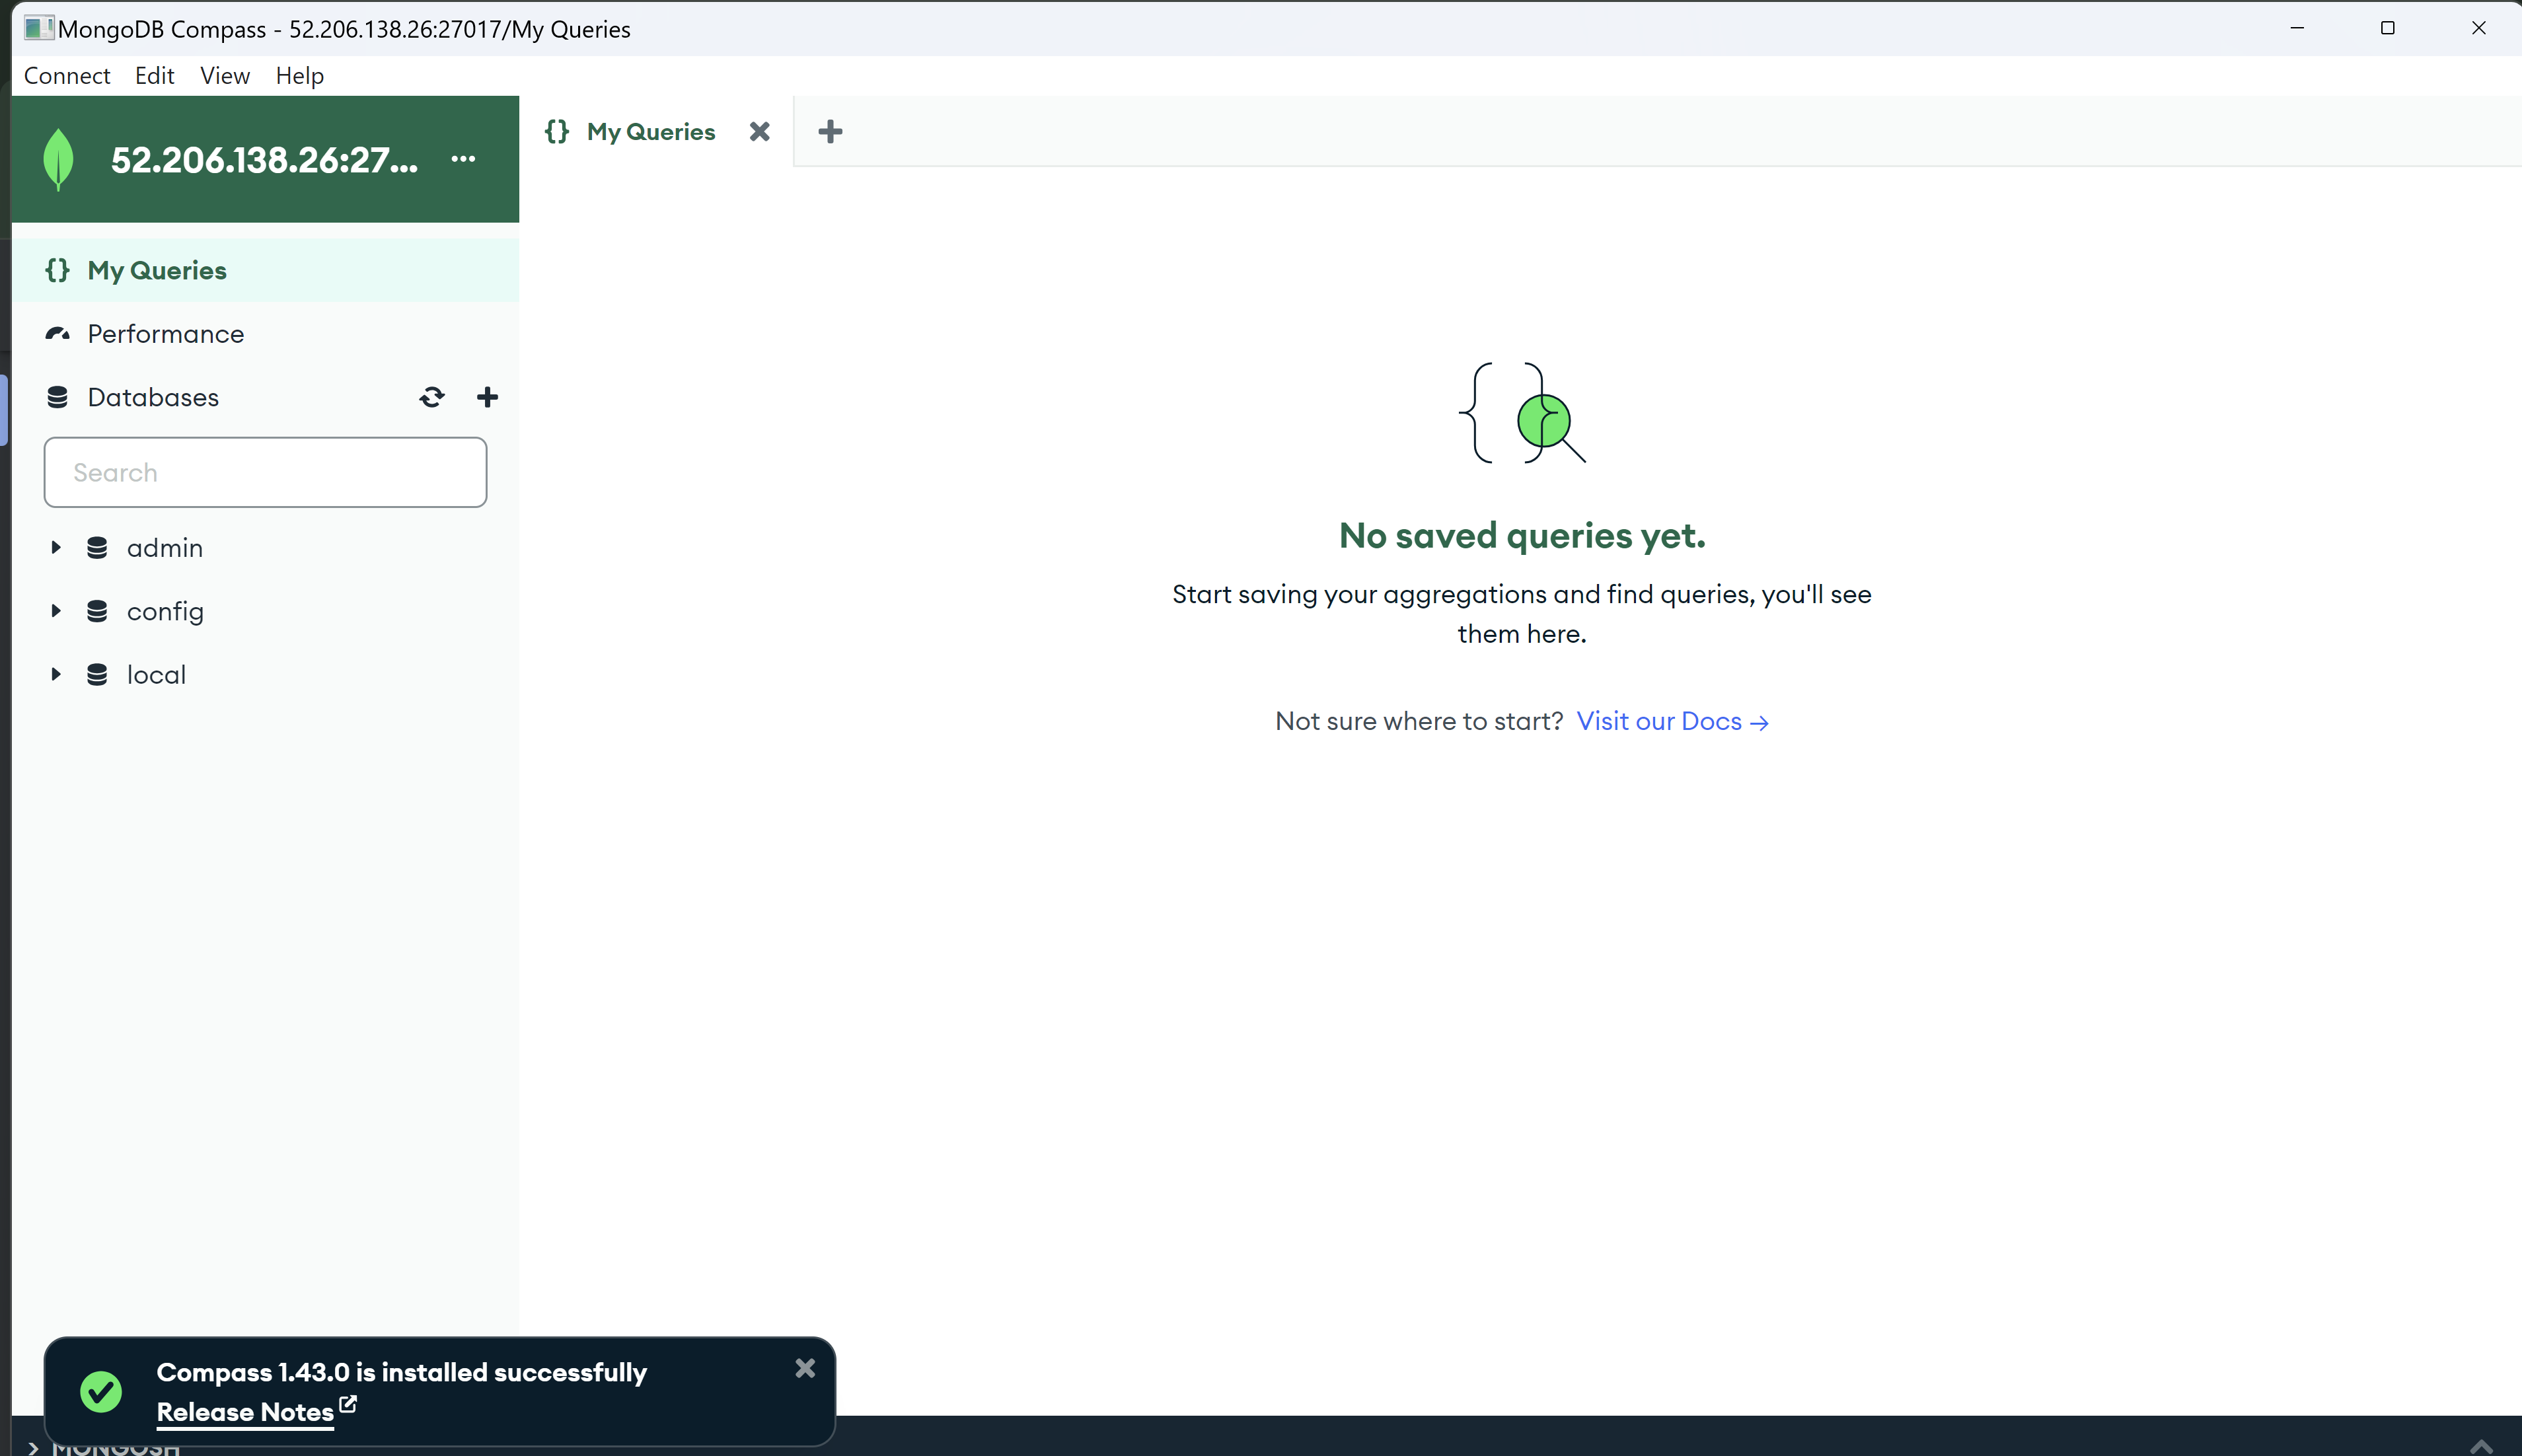 MongoDB Compass - 52.206.138.26:27017/My Queries
Connect Edit View Help
52.206.138.26:27...
{} My Queries
{} My Queries
Performance
Databases
Search
admin
config
local
No saved queries yet.
Start saving your aggregations and find queries, you'll see
them here.
Not sure where to start? Visit our Docs →
Compass 1.43.0 is installed successfully
Release Notes
>_MONGOSH